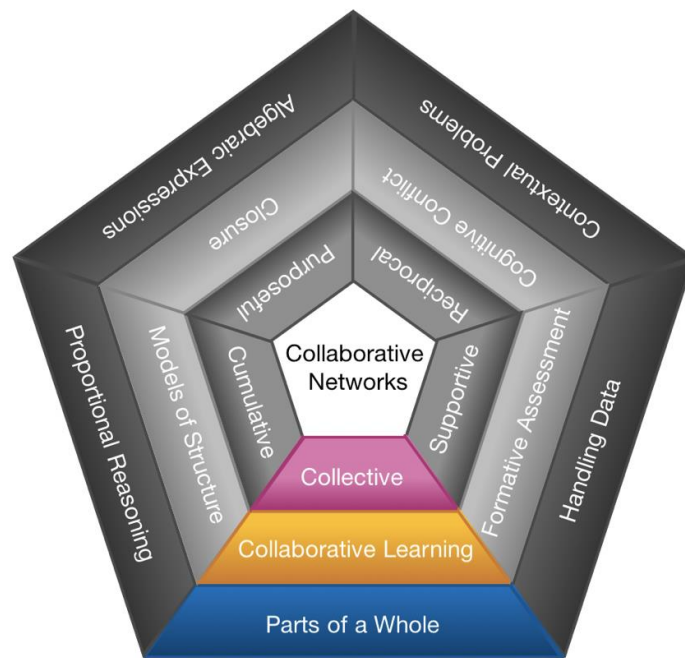 Algebraic Expressions
Contextual Problems
Closure
Cognitive Conflict
Purposeful
Reciprocal
Collaborative
Networks
Proportional Reasoning
Models of Structure
Cumulative
Supportive
Formative Assessment
Handling Data
Collective
Collaborative Learning
Parts of a Whole